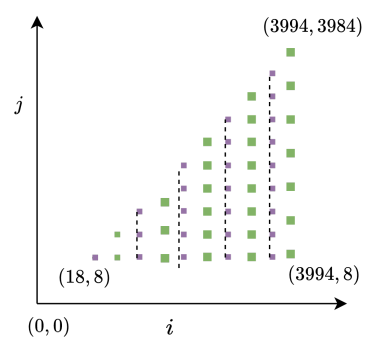 (3994, 3984)
j
(18, 8)
(3994, 8)
(0, 0)
i